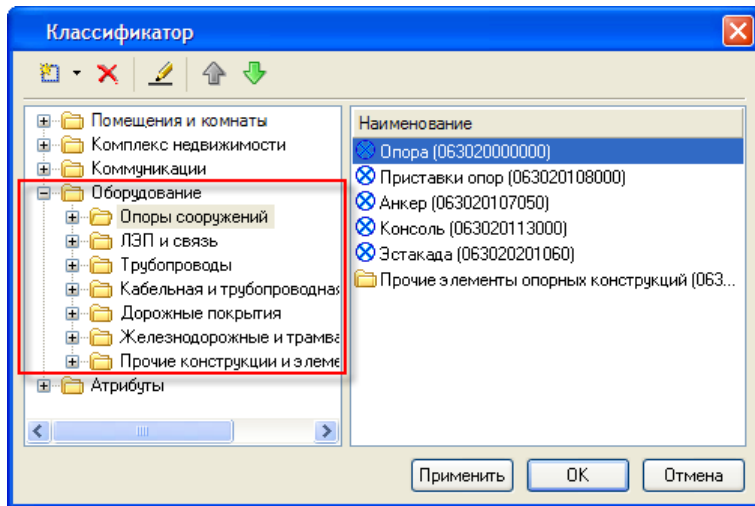 Классификатор
Помещения и комнаты
Комплекс недвижимости
Коммуникации
Оборудование
Опоры сооружений
ЛЭП и связь
Трубопроводы
Кабельная и трубопроводная
Дорожные покрытия
Железнодорожные и трамва
Прочие конструкции и элеме
Атрибуты
Наименование
Опора (063020000000)
Приставки опор (063020108000)
Анкер (063020107050)
Консоль (063020113000)
Эстакада (063020201060)
Прочие элементы опорных конструкций (063...
Применить
ОК
Отмена